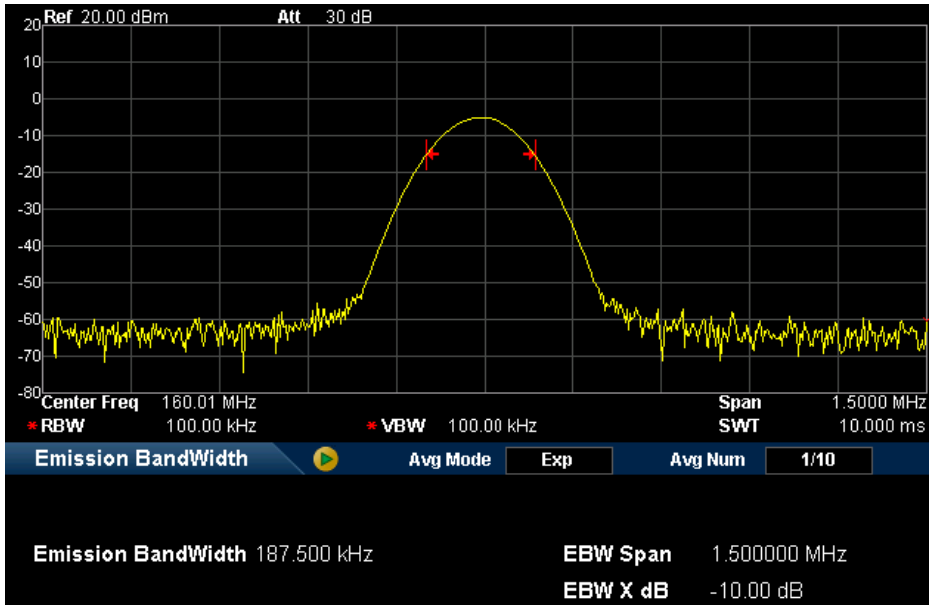 Ref 20.00 dBm Att 30 dB
20
10
0
-10
-20
-30
-40
-50
-60
-70
-80
Center Freq 160.01 MHz Span 1.5000 MHz
* RBW 100.00 kHz * VBW 100.00 kHz SWT 10.000 ms
Emission BandWidth Avg Mode Exp Avg Num 1/10
Emission BandWidth 187.500 kHz EBW Span 1.500000 MHz
EBW X dB -10.00 dB